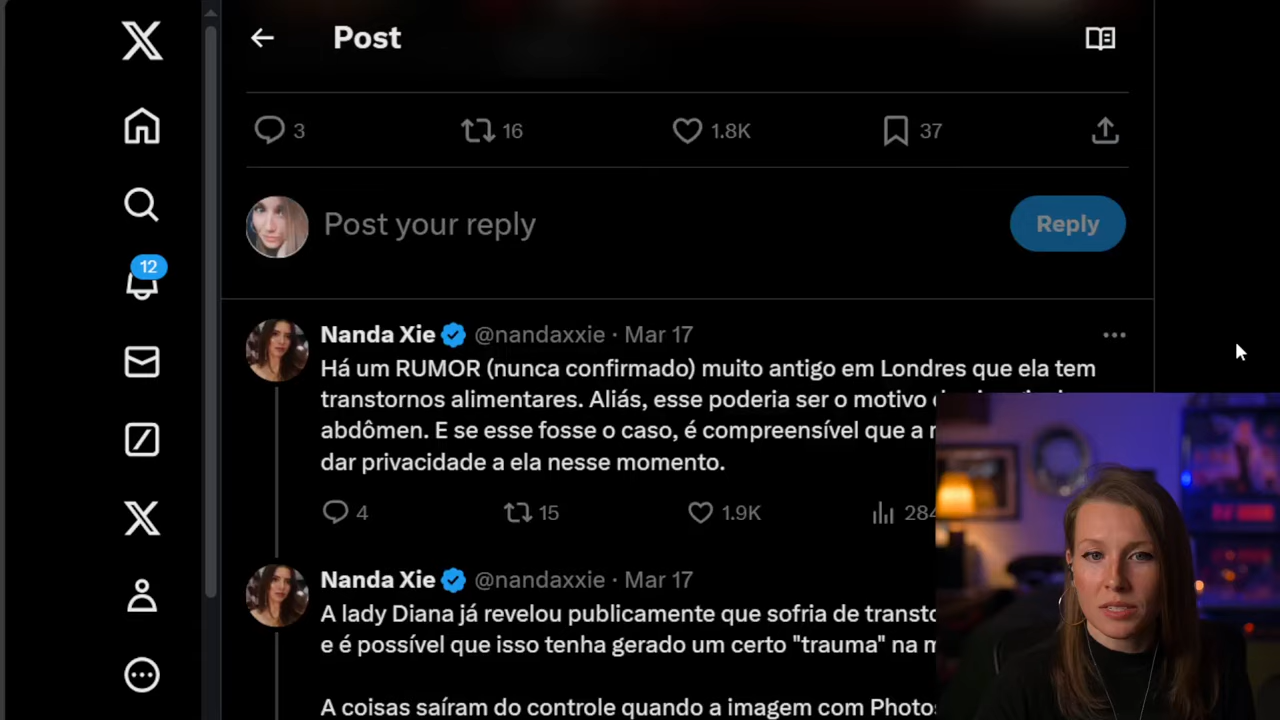 Post
3
16
1.8K
37
Post your reply
Reply
12
Nanda Xie @nandaxxie · Mar 17
Há um RUMOR (nunca confirmado) muito antigo em Londres que ela tem
transtornos alimentares. Aliás, esse poderia ser o motivo
abdômen. E se esse fosse o caso, é compreensível que a
dar privacidade a ela nesse momento.
4
15
1.9K
284
Nanda Xie @nandaxxie · Mar 17
A lady Diana já revelou publicamente que sofria de
e é possível que isso tenha gerado um certo "trauma" na
A coisas saíram do controle quando a imagem com